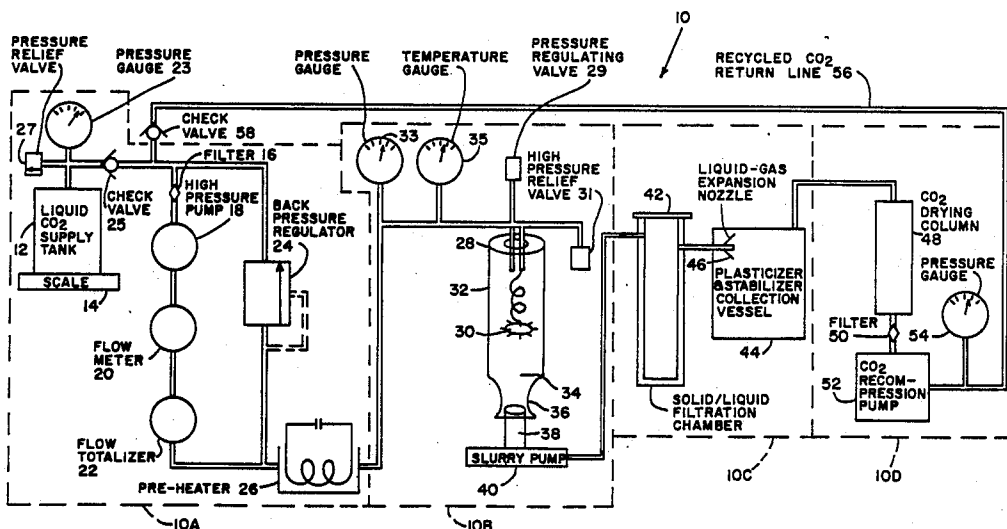 10
PRESSURE
RELIEF
VALVE
PRESSURE
GAUGE 23
PRESSURE
GAUGE
TEMPERATURE
GAUGE
PRESSURE
REGULATING
VALVE 29
RECYCLED CO2
RETURN LINE 56
27
CHECK
VALVE 58
FILTER 16
HIGH
PRESSURE
PUMP 18
CHECK
VALVE
25
BACK
PRESSURE
REGULATOR
24
33
35
HIGH
PRESSURE
RELIEF
VALVE 31
42
LIQUID-GAS
EXPANSION
NOZZLE
CO2
DRYING
COLUMN
48
12
LIQUID
CO2
SUPPLY
TANK
SCALE
14
28
32
30
46
PLASTICIZER
& STABILIZER
COLLECTION
VESSEL
44
PRESSURE
GAUGE
54
FILTER
50
FLOW
METER
20
34
36
38
SLURRY PUMP
40
SOLID/LIQUID
FILTRATION
CHAMBER
52
CO2
RECOM-
PRESSION
PUMP
FLOW
TOTALIZER
22
PRE-HEATER 26
10A
10B
10C
10D